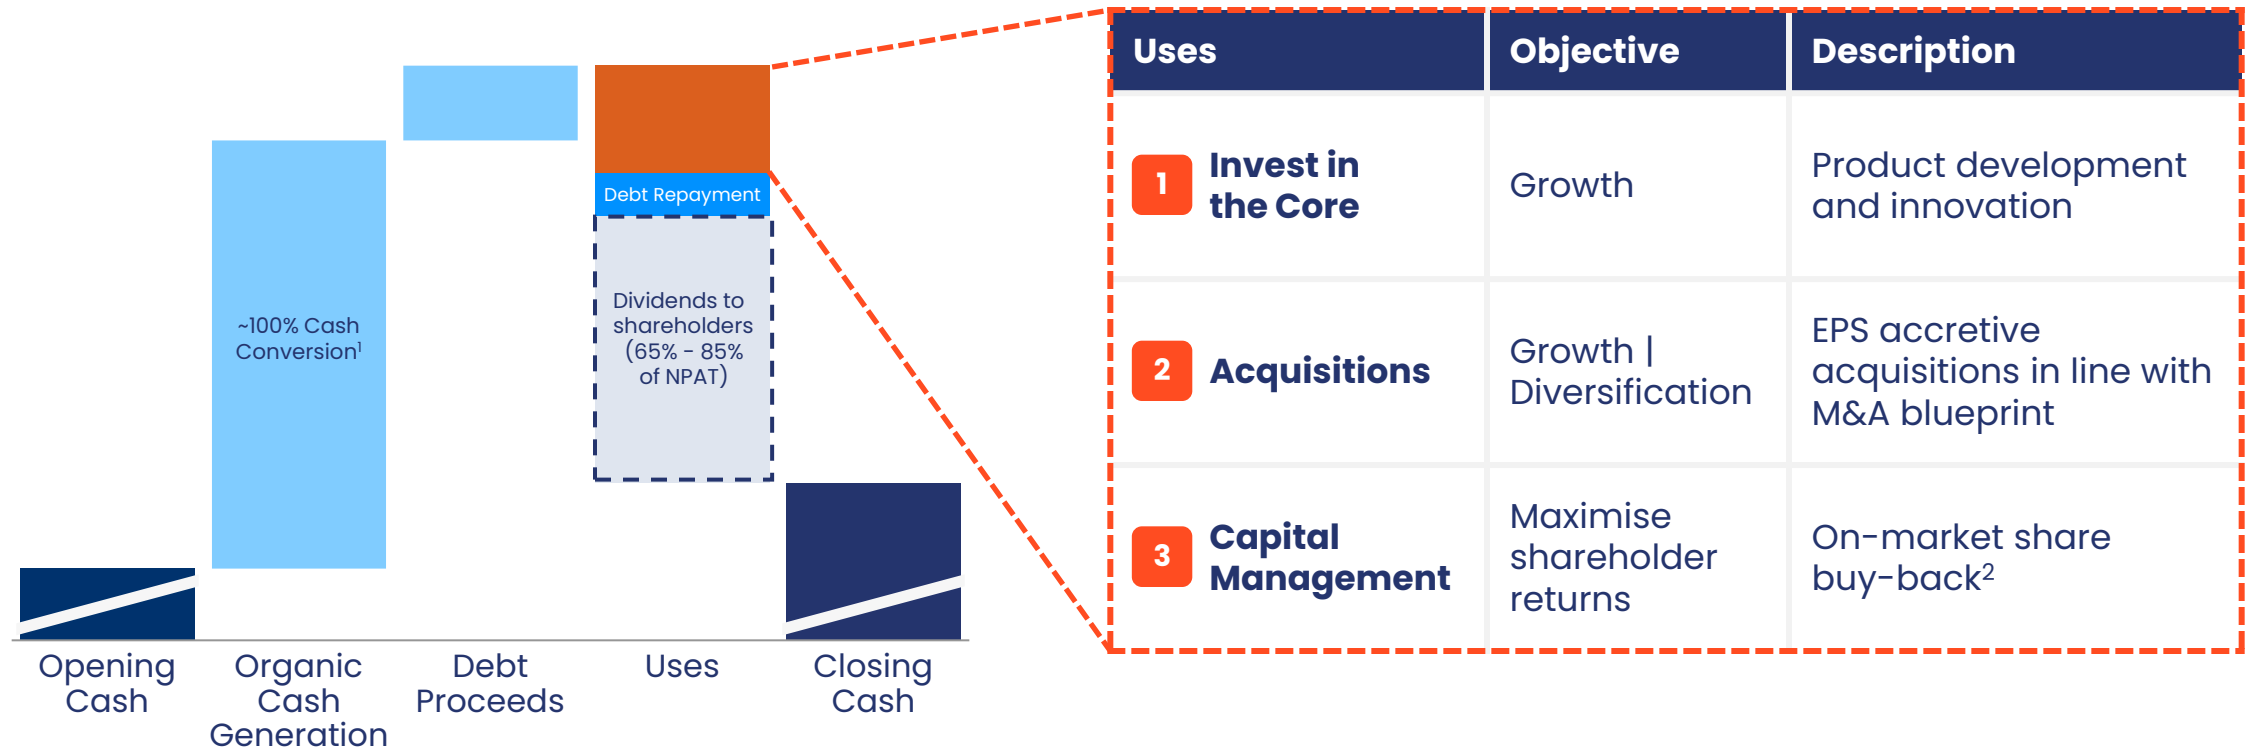 Debt Repayment
Dividends to
shareholders
(65% - 85%
of NPAT)
~100% Cash
Conversion¹
Opening
Cash
Organic
Cash
Generation
Debt
Proceeds
Uses
Closing
Cash
Uses
Objective
Description
1
Invest in
the Core
Growth
Product development
and innovation
2
Acquisitions
Growth |
Diversification
EPS accretive
acquisitions in line with
M&A blueprint
3
Capital
Management
Maximise
shareholder
returns
On-market share
buy-back²